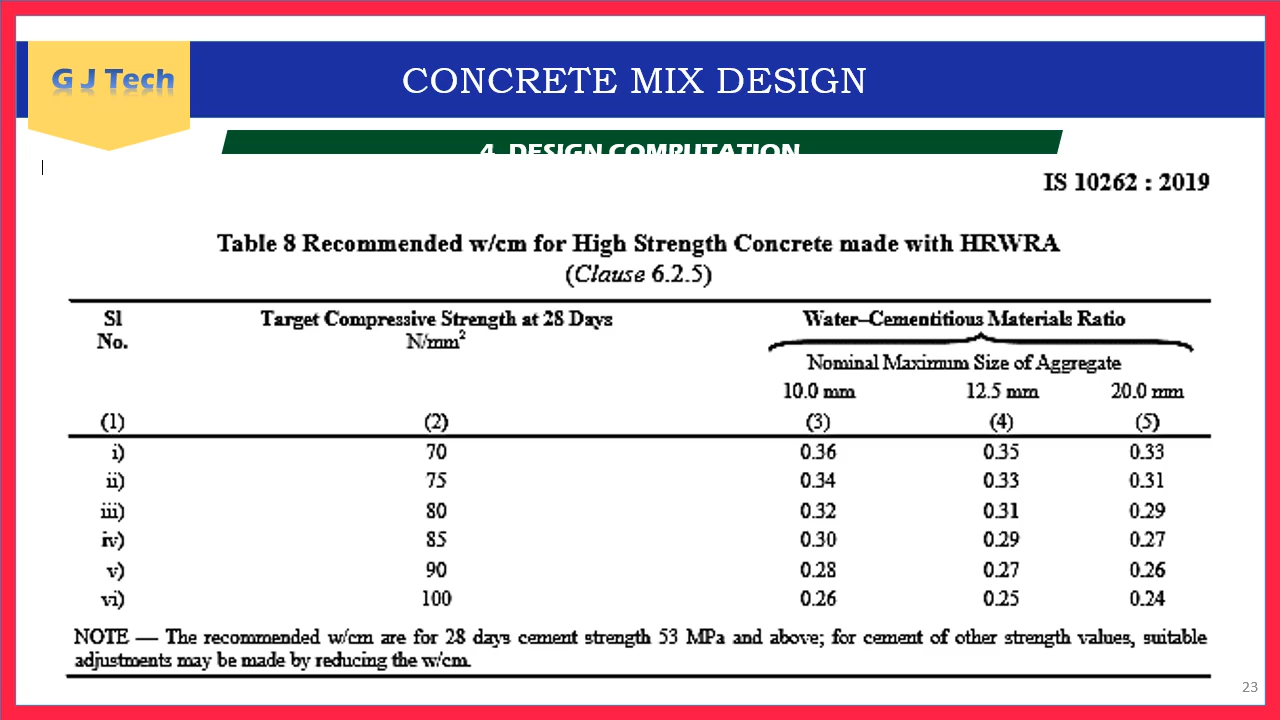 G J Tech
CONCRETE MIX DESIGN
4. DESIGN COMPUTATION
IS 10262 : 2019
Table 8 Recommended w/cm for High Strength Concrete made with HRWRA
(Clause 6.2.5)
Sl No. Target Compressive Strength at 28 Days N/mm² Water–Cementitious Materials Ratio
Nominal Maximum Size of Aggregate
10.0 mm 12.5 mm 20.0 mm
(1) (2) (3) (4) (5)
i) 70 0.36 0.35 0.33
ii) 75 0.34 0.33 0.31
iii) 80 0.32 0.31 0.29
iv) 85 0.30 0.29 0.27
v) 90 0.28 0.27 0.26
vi) 100 0.26 0.25 0.24
NOTE — The recommended w/cm are for 28 days cement strength 53 MPa and above; for cement of other strength values, suitable
adjustments may be made by reducing the w/cm.
23